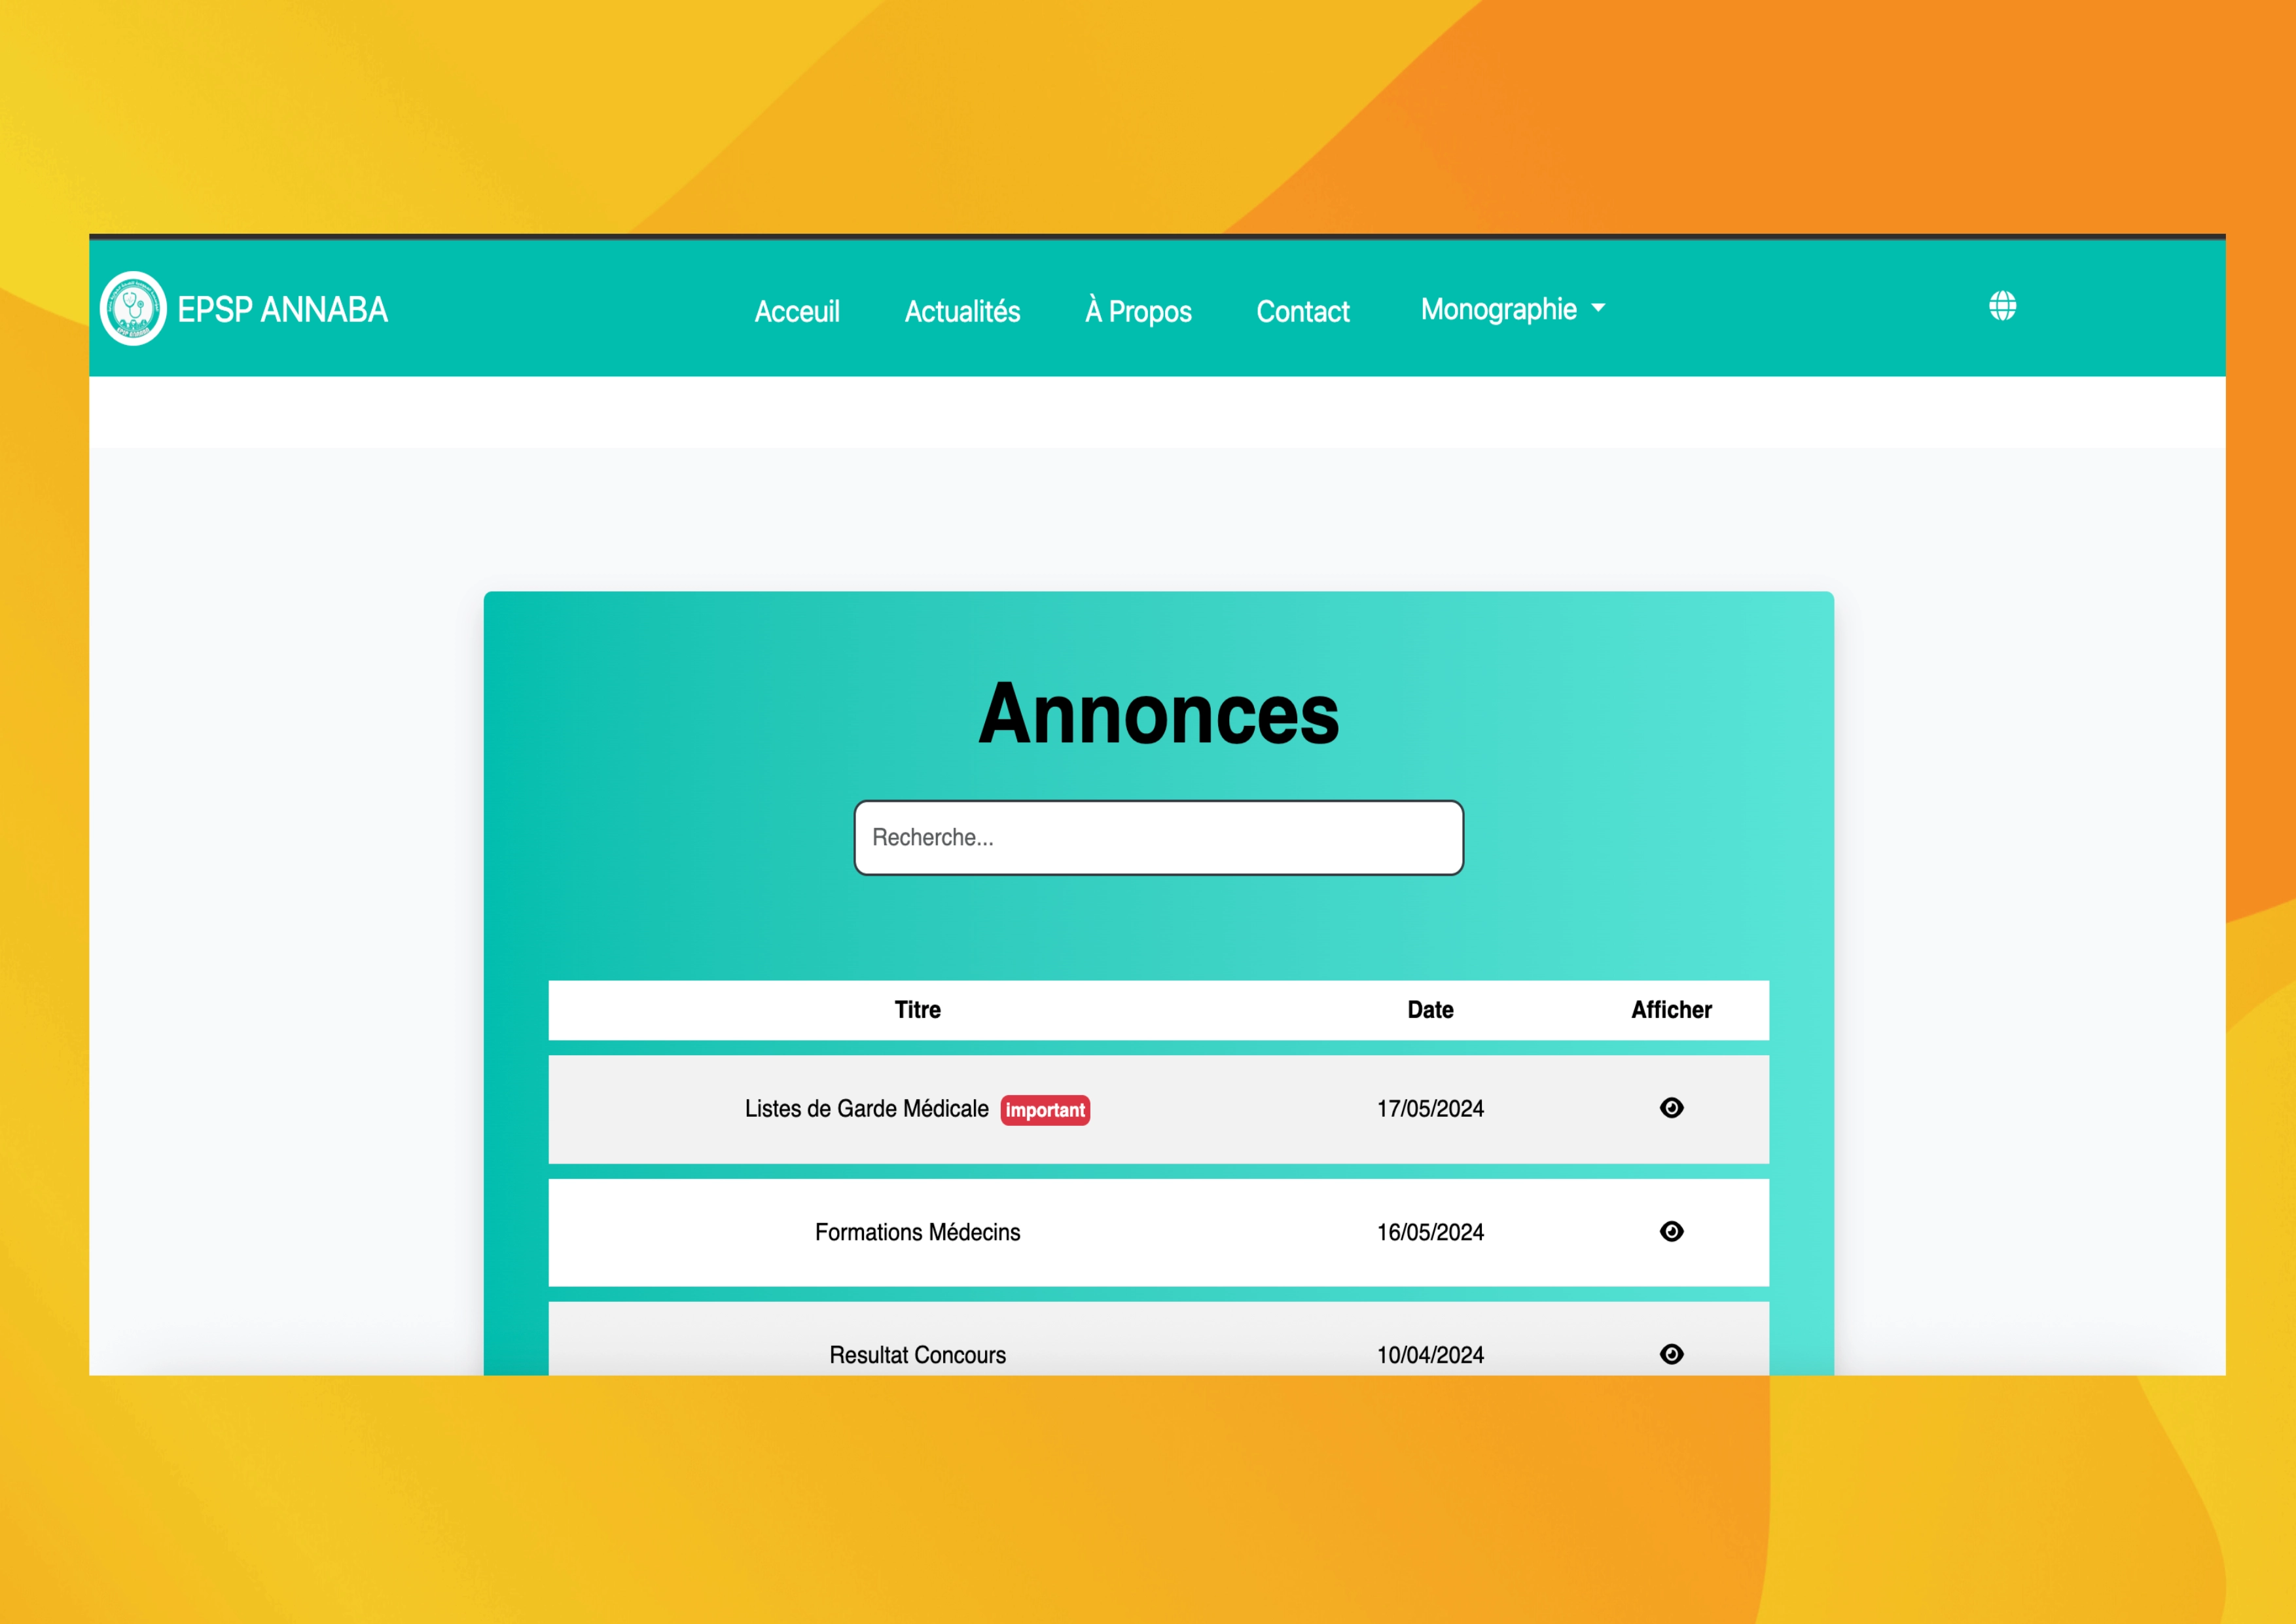 EPSP ANNABA
Acceuil Actualités À Propos Contact Monographie
Annonces
Recherche...
Titre Date Afficher
Listes de Garde Médicale important 17/05/2024
Formations Médecins 16/05/2024
Resultat Concours 10/04/2024